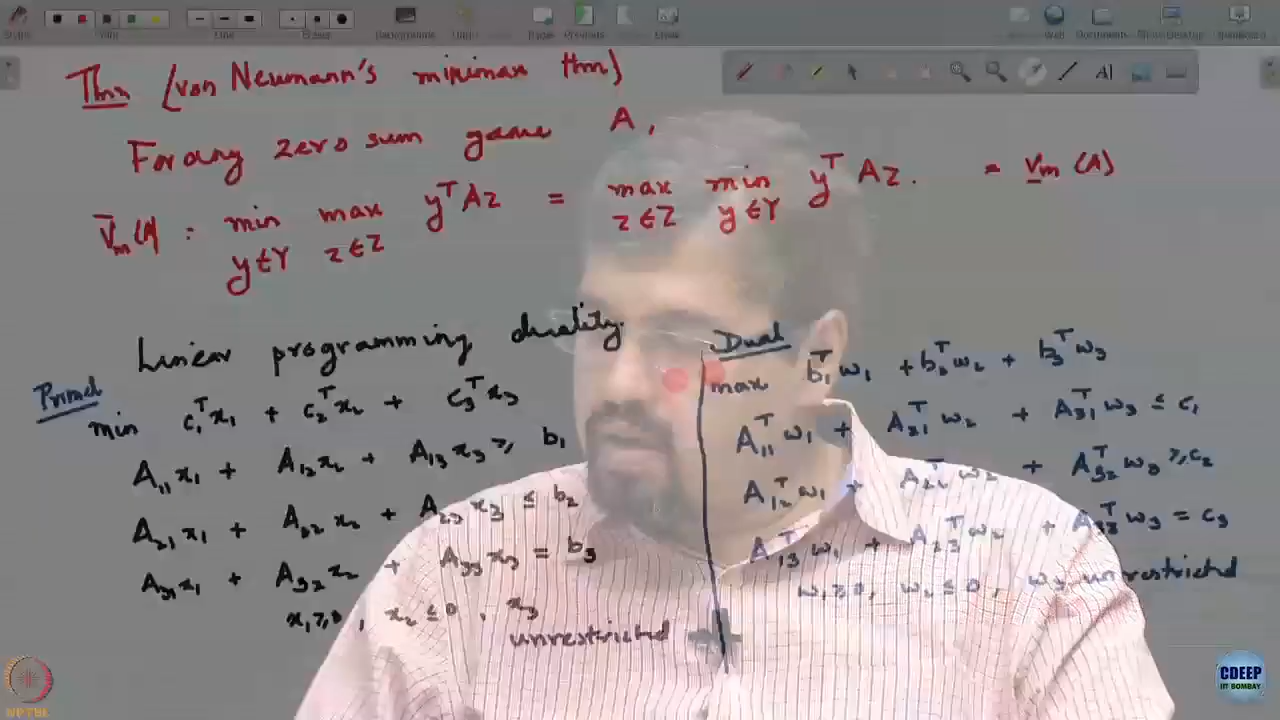 Thm (von Neumann's minimax thm)
For any zero sum game A,
V̄m(A) = min max yᵀAz = max min yᵀAz. = V̲m(A)
y∈Y z∈Z z∈Z y∈Y
Linear programming duality.
Primal
min c₁ᵀx₁ + c₂ᵀx₂ + c₃ᵀx₃
A₁₁x₁ + A₁₂x₂ + A₁₃x₃ ≥ b₁
A₂₁x₁ + A₂₂x₂ + A₂₃x₃ ≤ b₂
A₃₁x₁ + A₃₂x₂ + A₃₃x₃ = b₃
x₁≥0, x₂≤0, x₃
unrestricted
Dual
max b₁ᵀw₁ + b₂ᵀw₂ + b₃ᵀw₃
A₁₁ᵀw₁ + A₂₁ᵀw₂ + A₃₁ᵀw₃ ≤ c₁
A₁₂ᵀw₁ + A₂₂ᵀw₂ + A₃₂ᵀw₃ ≥ c₂
A₁₃ᵀw₁ + A₂₃ᵀw₂ + A₃₃ᵀw₃ = c₃
w₁≥0, w₂≤0, w₃ unrestricted
NPTEL
CDEEP
IIT BOMBAY